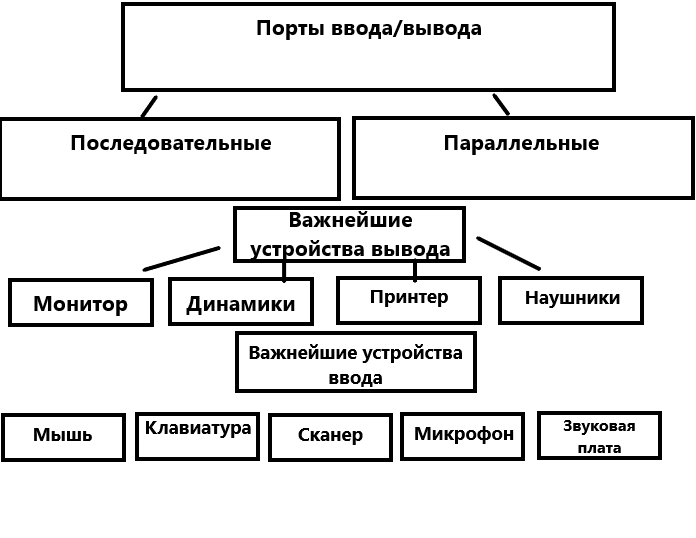 Порты ввода/вывода
Последовательные
Параллельные
Важнейшие
устройства вывода
Монитор
Динамики
Принтер
Наушники
Важнейшие устройства
ввода
Мышь
Клавиатура
Сканер
Микрофон
Звуковая
плата